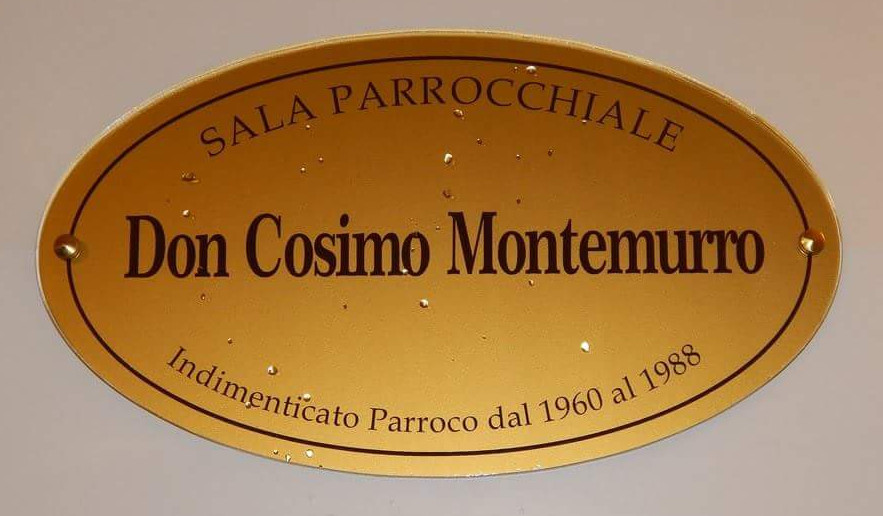 SALA PARROCCHIALE
Don Cosimo Montemurro
Indimenticato Parroco dal 1960 al 1988